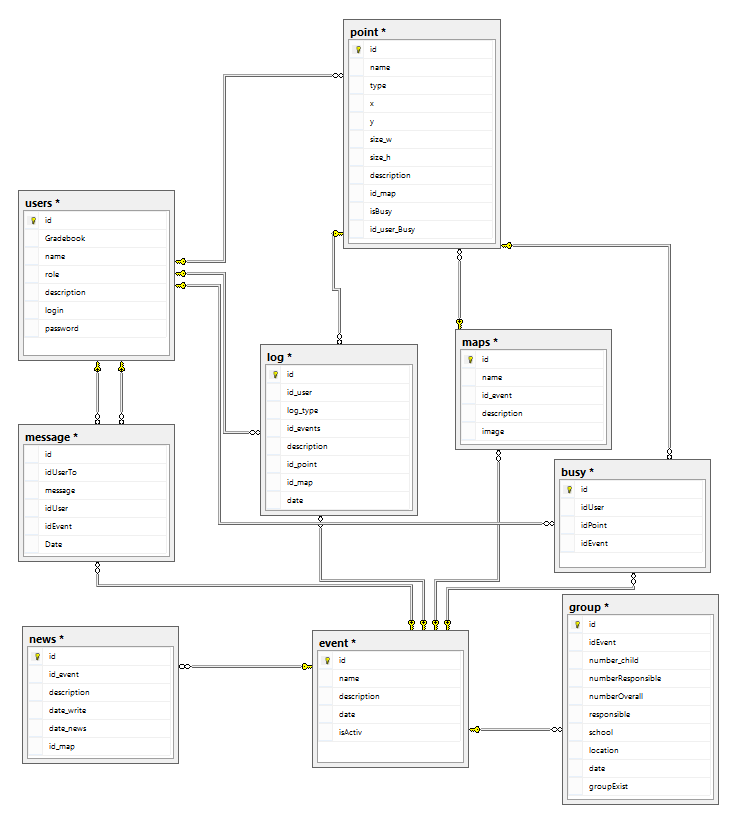 point *
id
name
type
x
y
size_w
size_h
description
id_map
isBusy
id_user_Busy
users *
id
Gradebook
name
role
description
login
password
log *
id
id_user
log_type
id_events
description
id_point
id_map
date
maps *
id
name
id_event
description
image
message *
id
idUserTo
message
idUser
idEvent
Date
busy *
id
idUser
idPoint
idEvent
news *
id
id_event
description
date_write
date_news
id_map
event *
id
name
description
date
isActiv
group *
id
idEvent
number_child
numberResponsible
numberOverall
responsible
school
location
date
groupExist